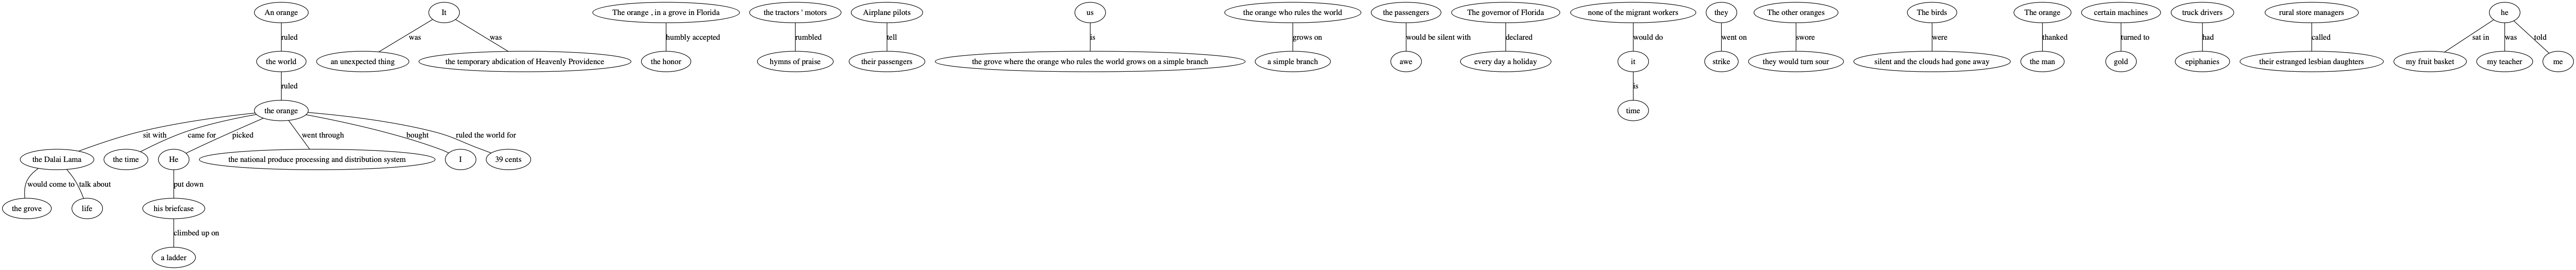 An orange
It
The orange , in a grove in Florida
the tractors ' motors
Airplane pilots
us
the orange who rules the world
the passengers
The governor of Florida
none of the migrant workers
they
The other oranges
The birds
The orange
certain machines
truck drivers
rural store managers
he
ruled
was
was
humbly accepted
rumbled
tell
is
grows on
would be silent with
declared
would do
went on
swore
were
thanked
turned to
had
called
sat in
was
told
the world
an unexpected thing
the temporary abdication of Heavenly Providence
the honor
hymns of praise
their passengers
the grove where the orange who rules the world grows on a simple branch
a simple branch
awe
every day a holiday
it
strike
they would turn sour
silent and the clouds had gone away
the man
gold
epiphanies
their estranged lesbian daughters
my fruit basket
my teacher
me
ruled
is
the orange
time
sit with
came for
picked
went through
bought
ruled the world for
the Dalai Lama
the time
He
the national produce processing and distribution system
I
39 cents
would come to
talk about
put down
the grove
life
his briefcase
climbed up on
a ladder